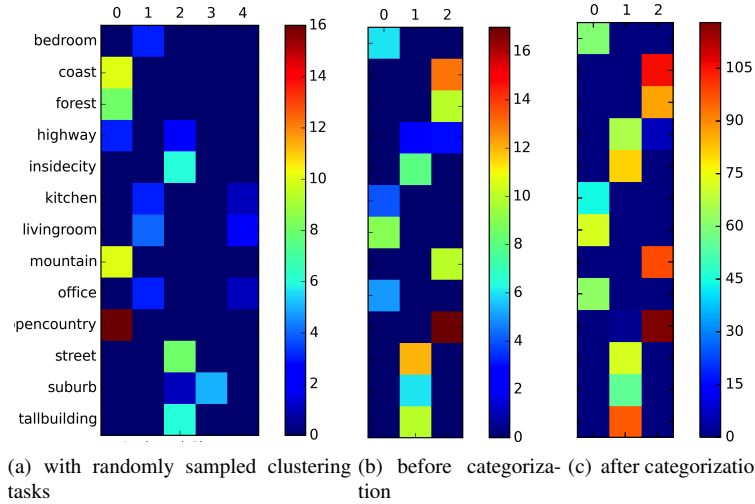 0 1 2 3 4
0 1 2
0 1 2
bedroom
coast
forest
highway
insidecity
kitchen
livingroom
mountain
office
pencountry
street
suburb
tallbuilding
16
14
12
10
8
6
4
2
0
16
14
12
10
8
6
4
2
0
105
90
75
60
45
30
15
0
(a) with randomly sampled clustering tasks
(b) before categoriza-
tion
(c) after categorizatio